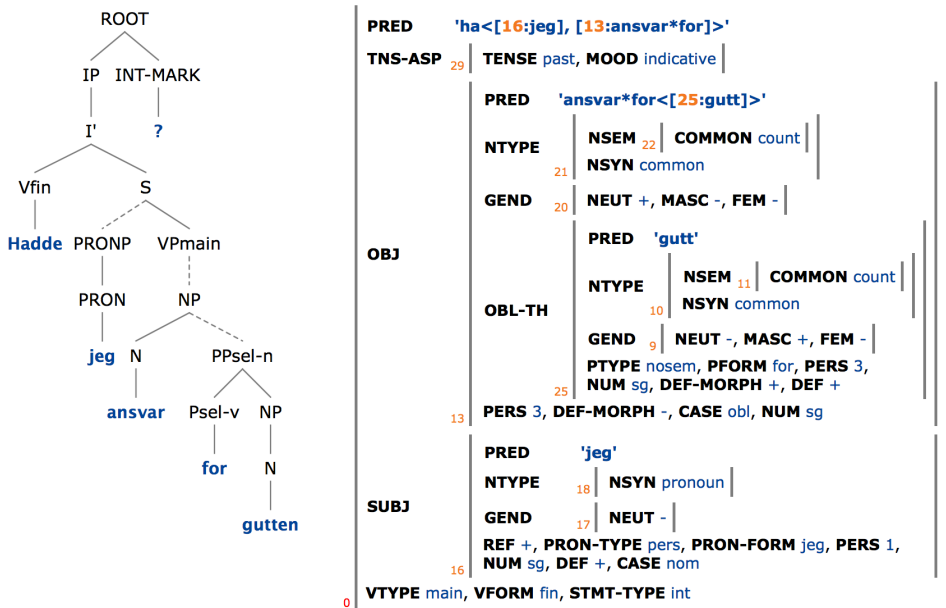 ROOT
IP INT-MARK
I' ?
Vfin S
Hadde PRONP VPmain
PRON NP
jeg N PPsel-n
ansvar Psel-v NP
for N
gutten
PRED 'ha<[16:jeg], [13:ansvar*for]>'
TNS-ASP 29 TENSE past, MOOD indicative
PRED 'ansvar*for<[25:gutt]>'
NSEM 22 COMMON count
NTYPE
21 NSYN common
GEND 20 NEUT +, MASC -, FEM -
PRED 'gutt'
OBJ
NSEM 11 COMMON count
NTYPE
10 NSYN common
OBL-TH
GEND 9 NEUT -, MASC +, FEM -
PTYPE nosem, PFORM for, PERS 3,
25 NUM sg, DEF-MORPH +, DEF +
13 PERS 3, DEF-MORPH -, CASE obl, NUM sg
PRED 'jeg'
NTYPE 18 NSYN pronoun
SUBJ
GEND 17 NEUT -
REF +, PRON-TYPE pers, PRON-FORM jeg, PERS 1,
16 NUM sg, DEF +, CASE nom
0 VTYPE main, VFORM fin, STMT-TYPE int